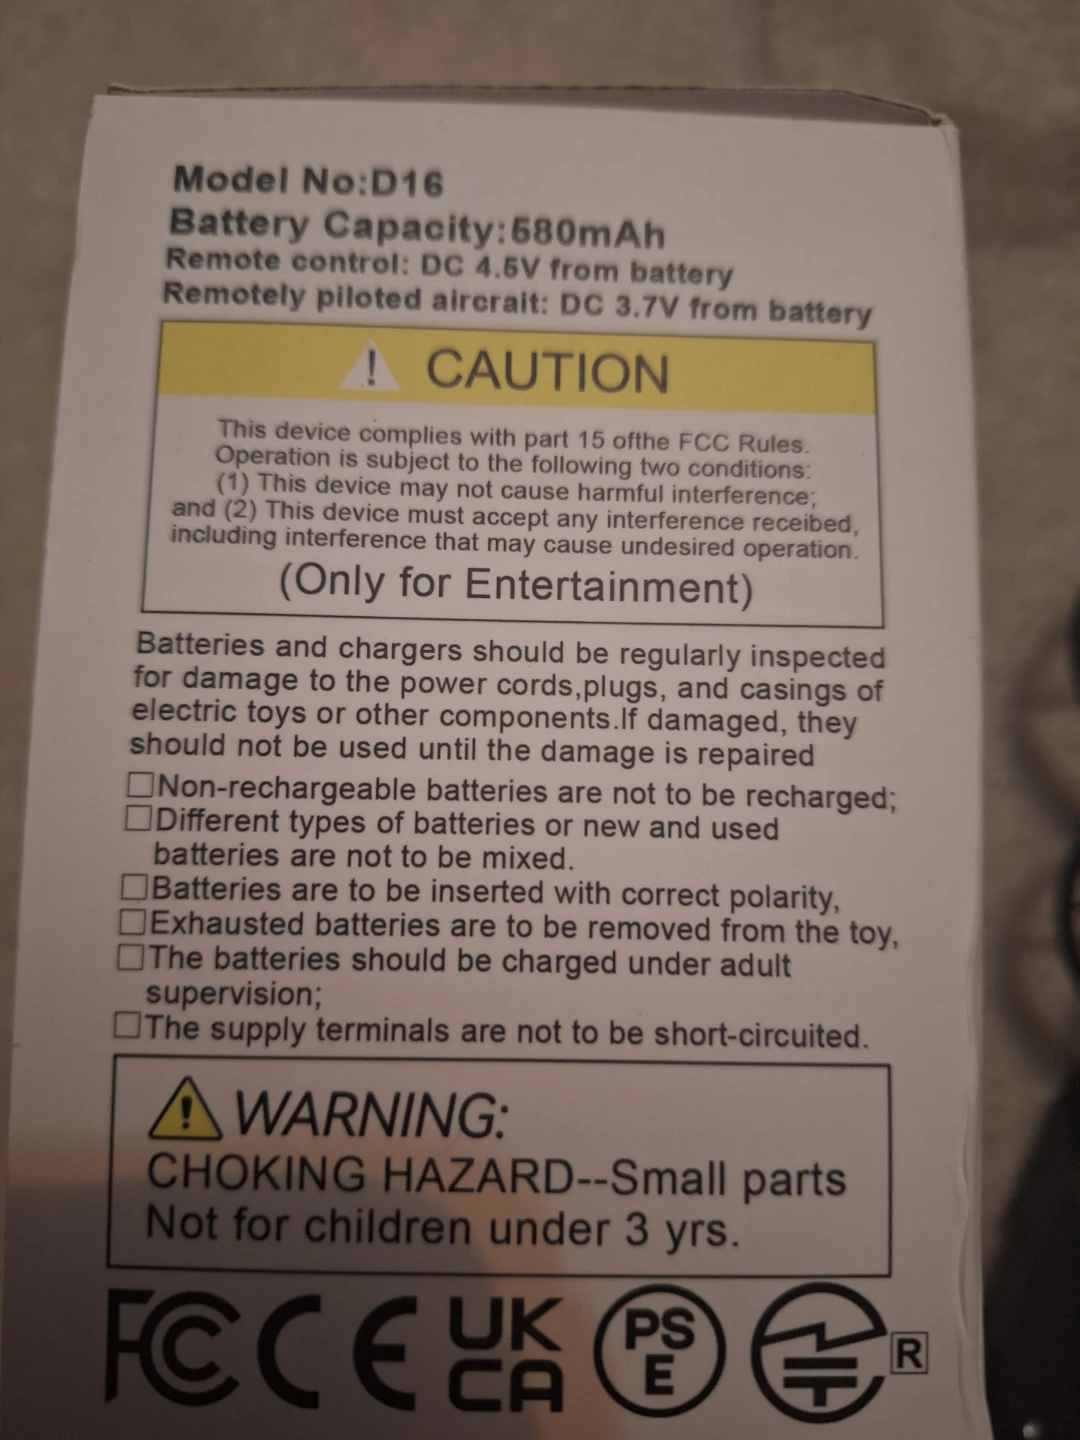 Model No:D16
Battery Capacity:580mAh
Remote control: DC 4.5V from battery
Remotely piloted aircrait: DC 3.7V from battery
! CAUTION
This device complies with part 15 ofthe FCC Rules.
Operation is subject to the following two conditions:
(1) This device may not cause harmful interference;
and (2) This device must accept any interference receibed,
including interference that may cause undesired operation.
(Only for Entertainment)
Batteries and chargers should be regularly inspected
for damage to the power cords,plugs, and casings of
electric toys or other components.If damaged, they
should not be used until the damage is repaired
□Non-rechargeable batteries are not to be recharged;
□Different types of batteries or new and used
batteries are not to be mixed.
□Batteries are to be inserted with correct polarity,
□Exhausted batteries are to be removed from the toy,
□The batteries should be charged under adult
supervision;
□The supply terminals are not to be short-circuited.
! WARNING:
CHOKING HAZARD--Small parts
Not for children under 3 yrs.
FC CE UK
CA PS
E R